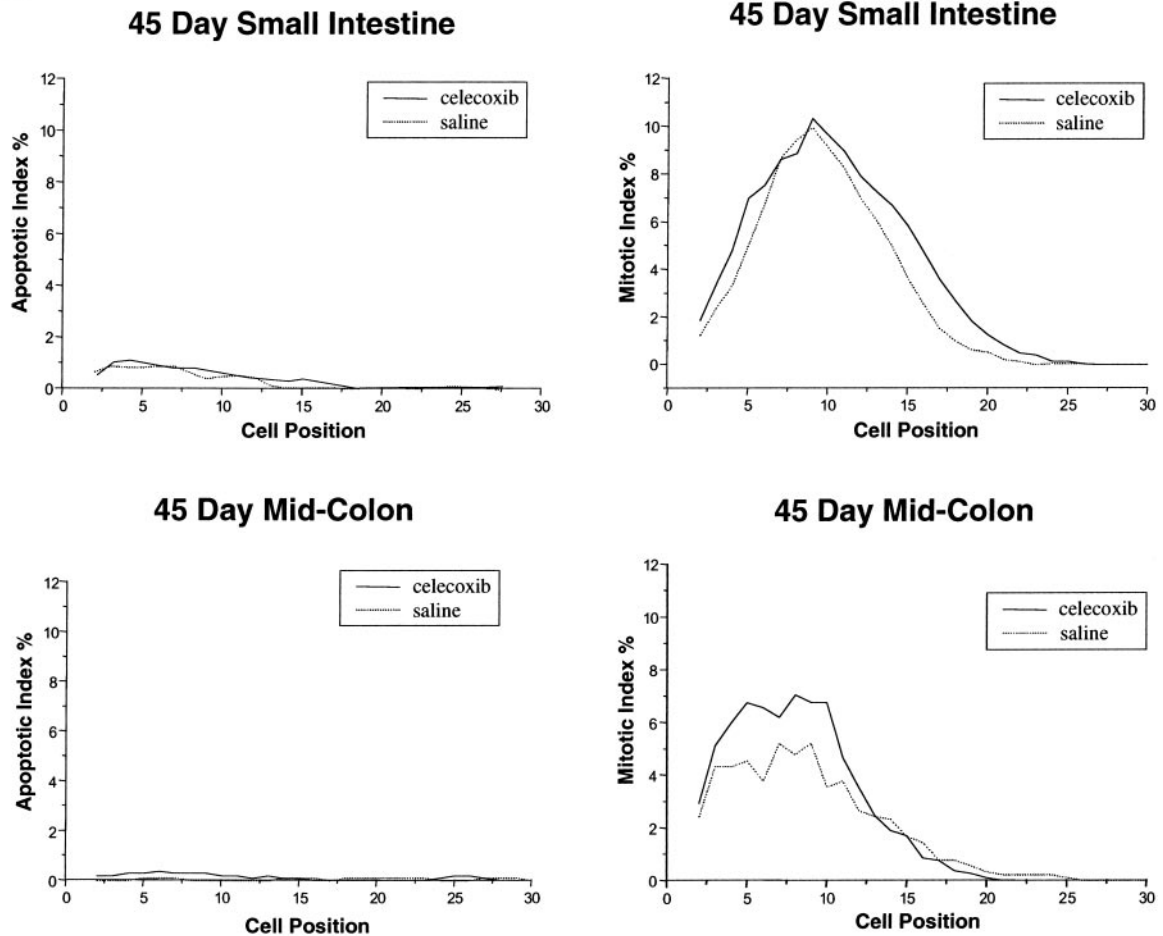 45 Day Small Intestine
12
10
8
6
4
2
0
Apoptotic Index %
celecoxib
saline
0 5 10 15 20 25 30
Cell Position
45 Day Small Intestine
12
10
8
6
4
2
0
Mitotic Index %
celecoxib
saline
0 5 10 15 20 25 30
Cell Position
45 Day Mid-Colon
12
10
8
6
4
2
0
Apoptotic Index %
celecoxib
saline
0 5 10 15 20 25 30
Cell Position
45 Day Mid-Colon
12
10
8
6
4
2
0
Mitotic Index %
celecoxib
saline
0 5 10 15 20 25 30
Cell Position